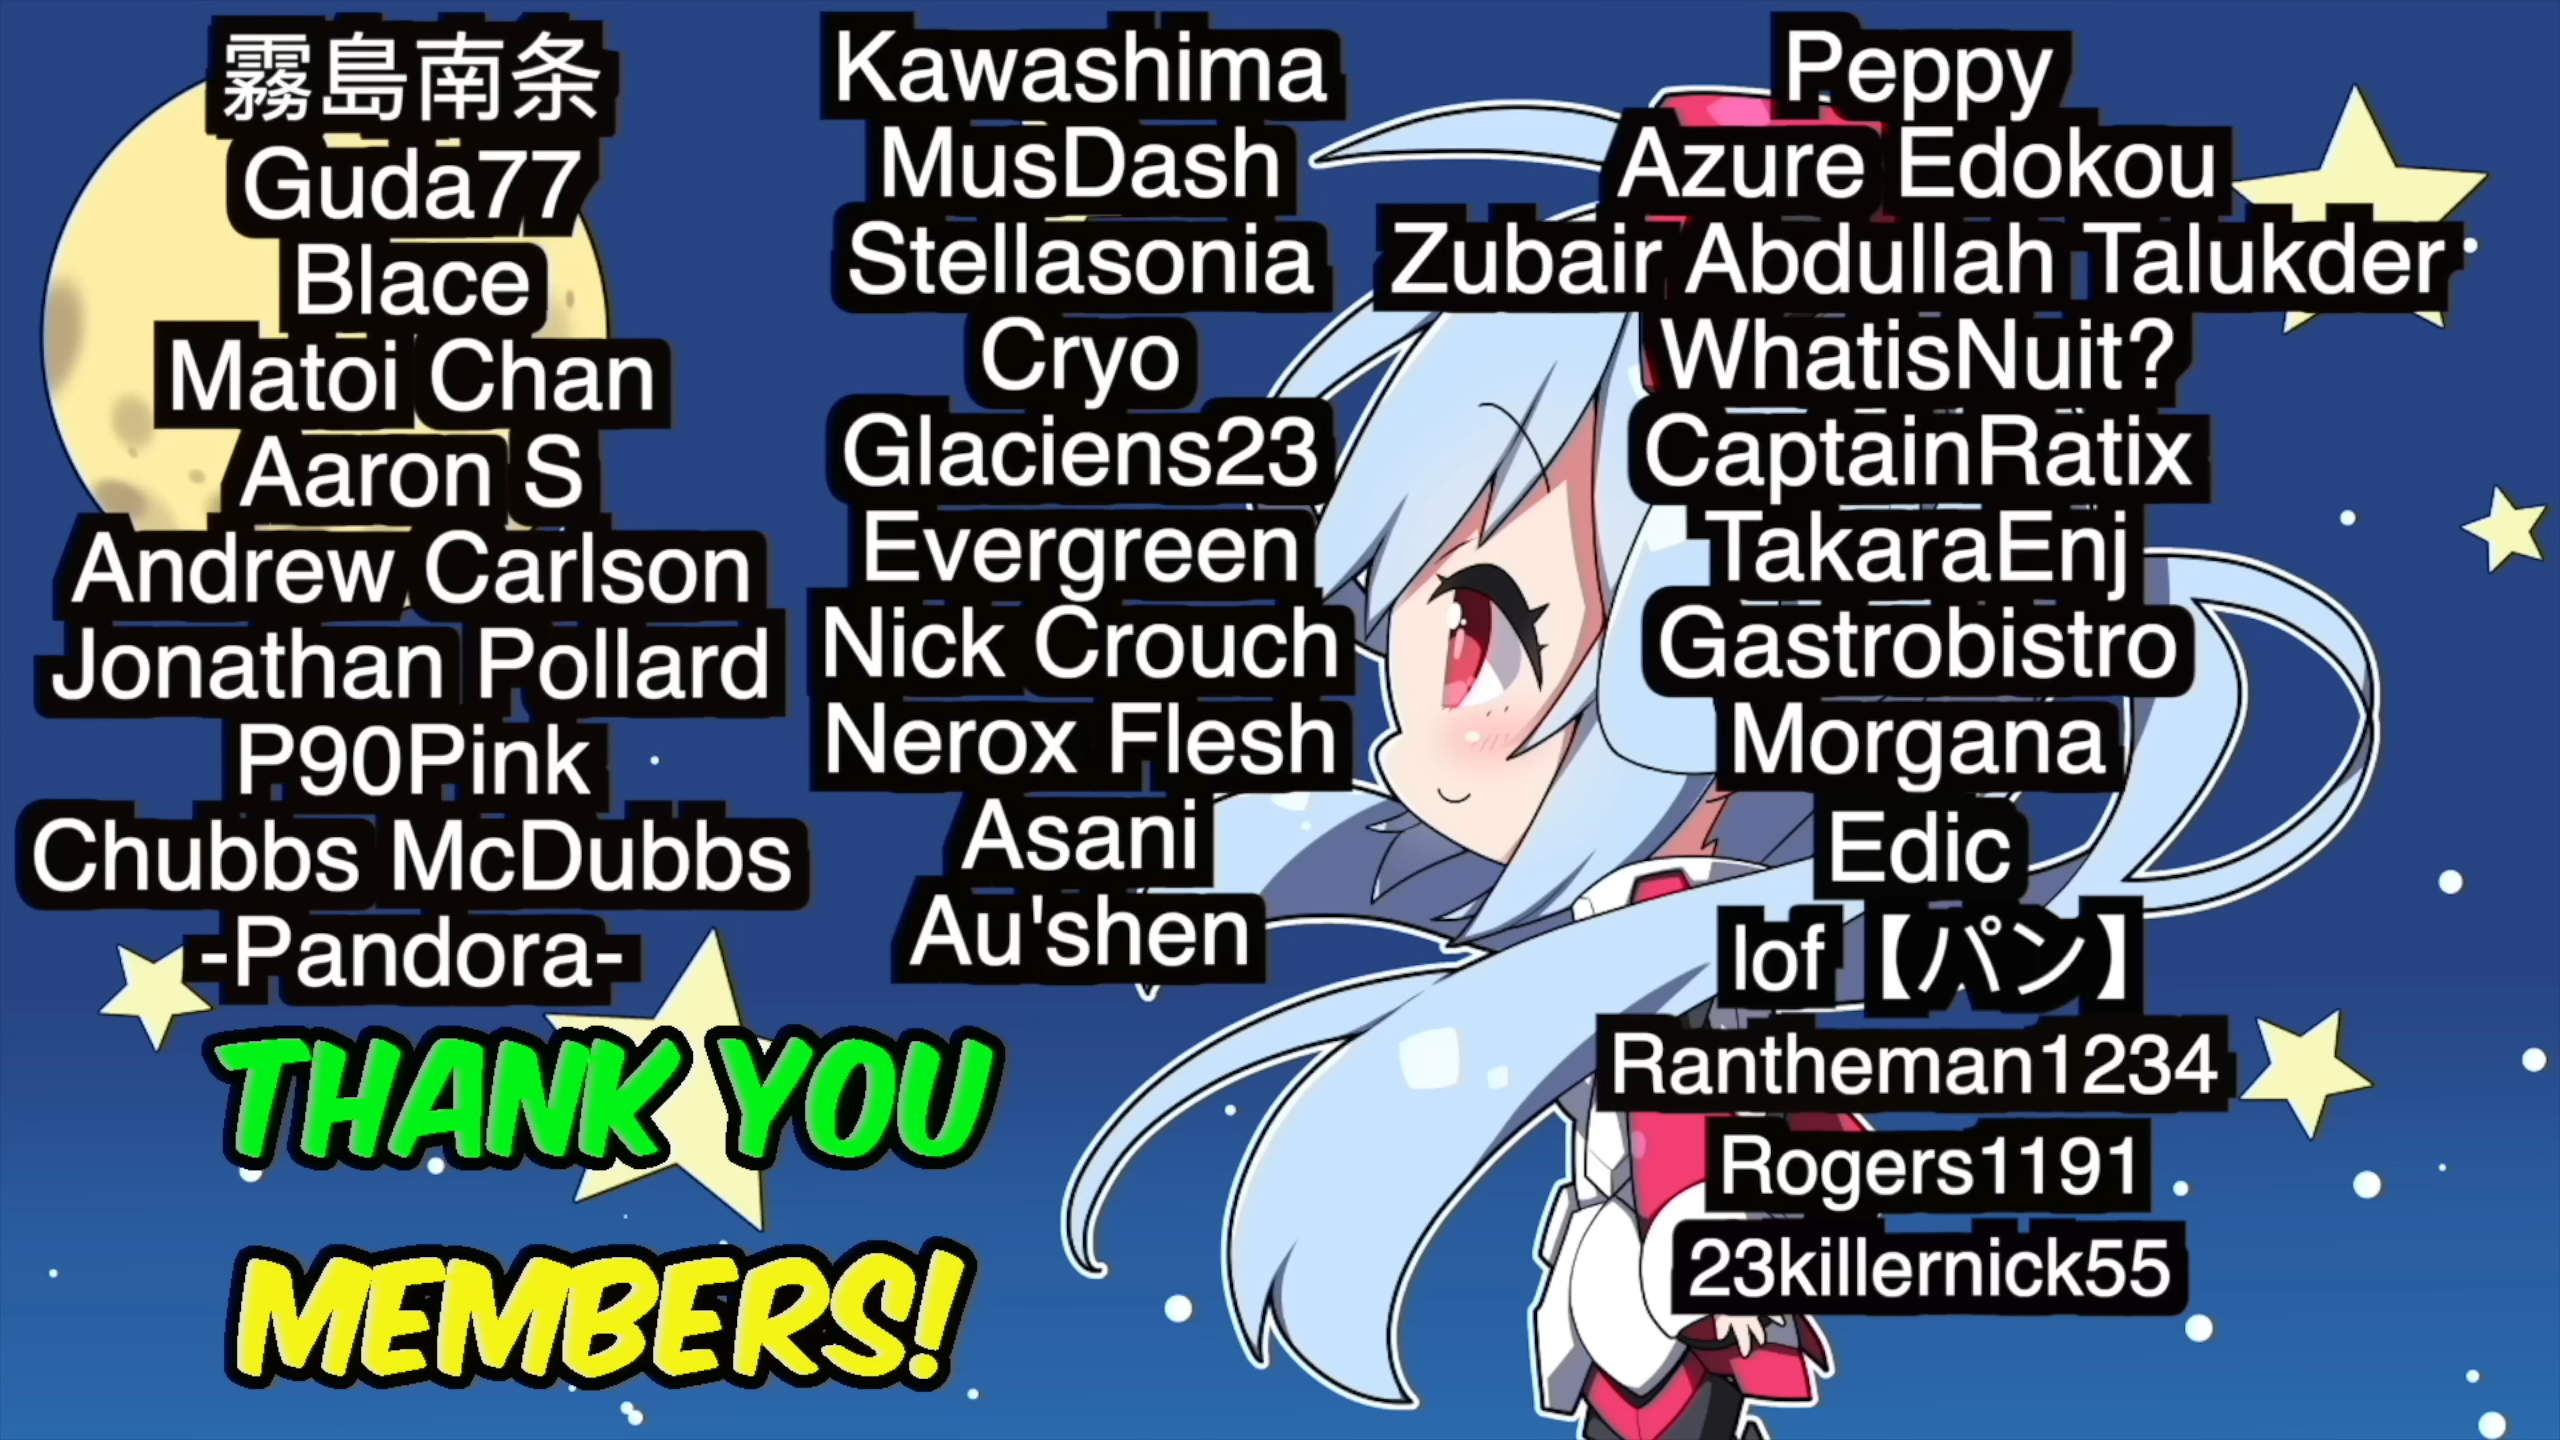 霧島南条
Guda77
Blace
Matoi Chan
Aaron S
Andrew Carlson
Jonathan Pollard
P90Pink
Chubbs McDubbs
-Pandora-
THANK YOU
MEMBERS!
Kawashima
MusDash
Stellasonia
Cryo
Glaciens23
Evergreen
Nick Crouch
Nerox Flesh
Asani
Au'shen
Peppy
Azure Edokou
Zubair Abdullah Talukder
WhatisNuit?
CaptainRatix
TakaraEnj
Gastrobistro
Morgana
Edic
lof【パン】
Rantheman1234
Rogers1191
23killernick55